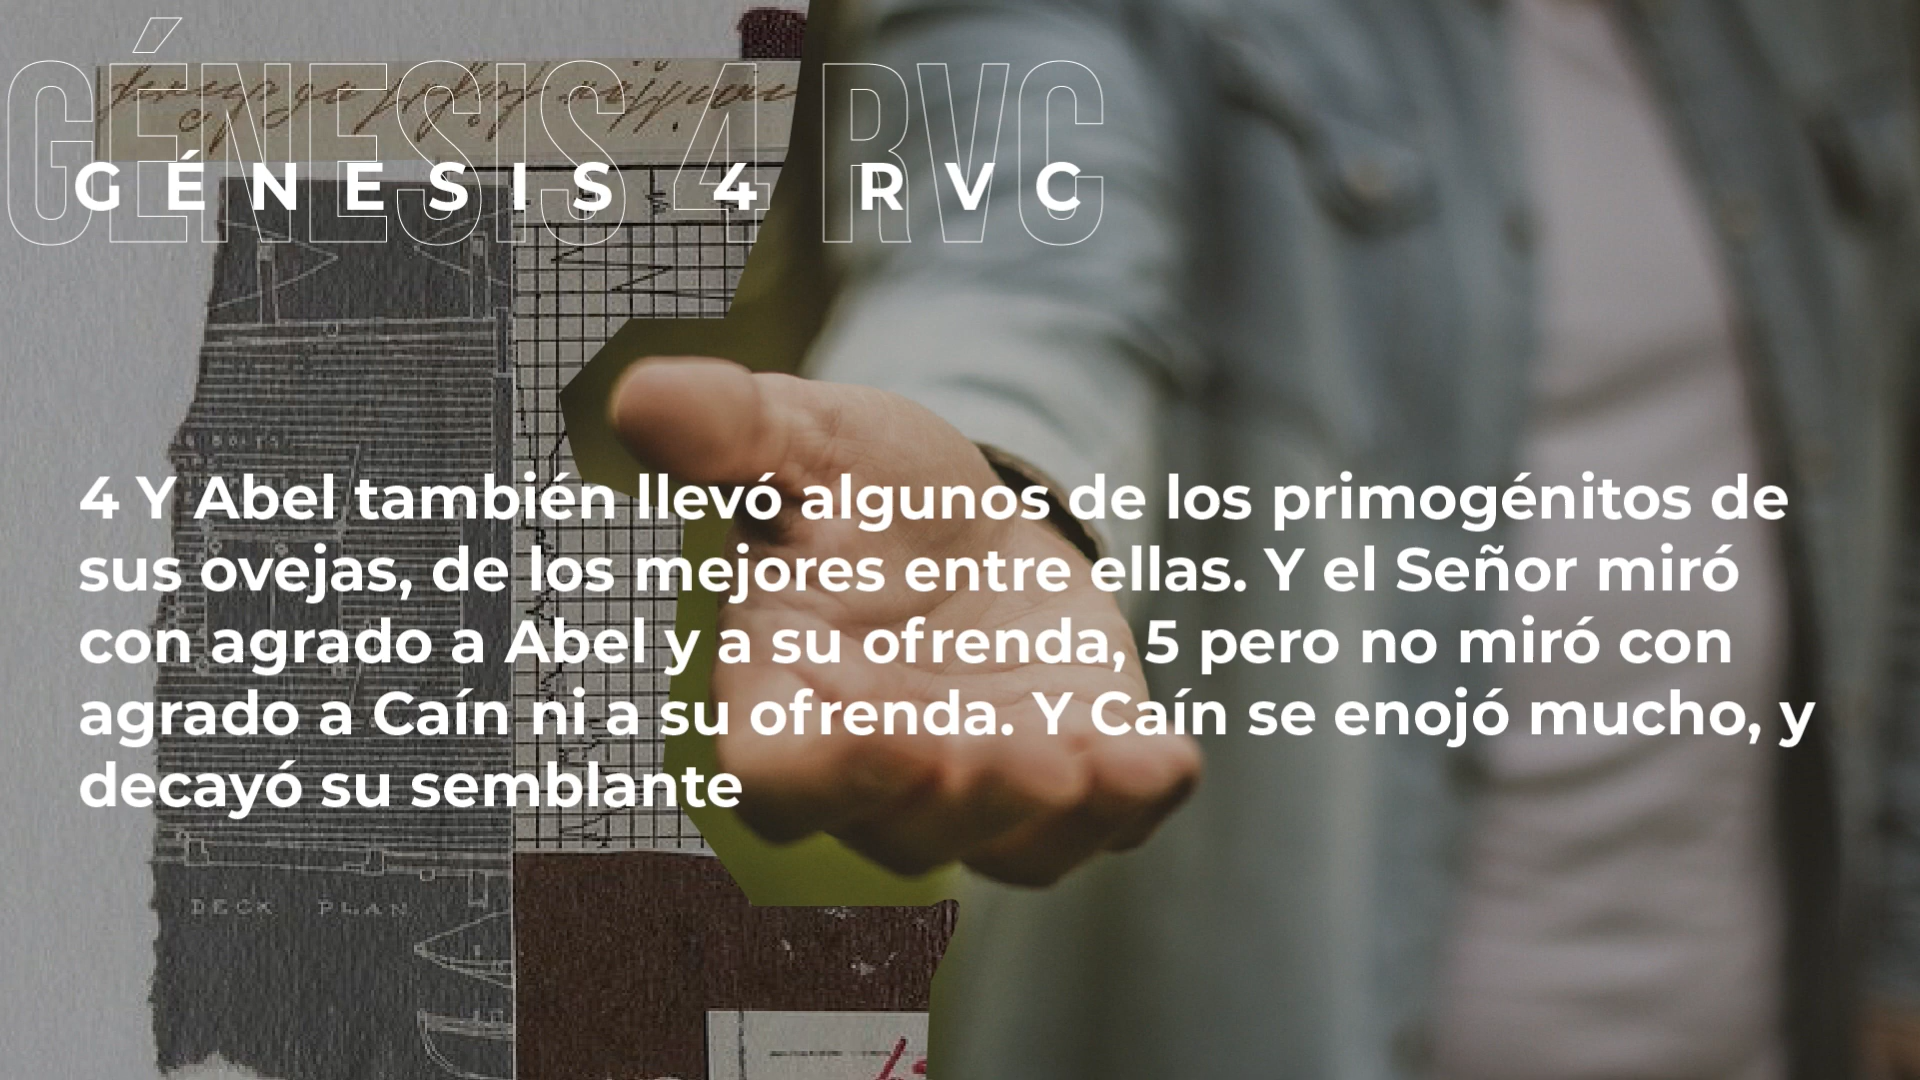 GÉNESIS 4 RVC
GÉNESIS 4 RVC
4 Y Abel también llevó algunos de los primogénitos de
sus ovejas, de los mejores entre ellas. Y el Señor miró
con agrado a Abel y a su ofrenda, 5 pero no miró con
agrado a Caín ni a su ofrenda. Y Caín se enojó mucho, y
decayó su semblante
DECK PLAN